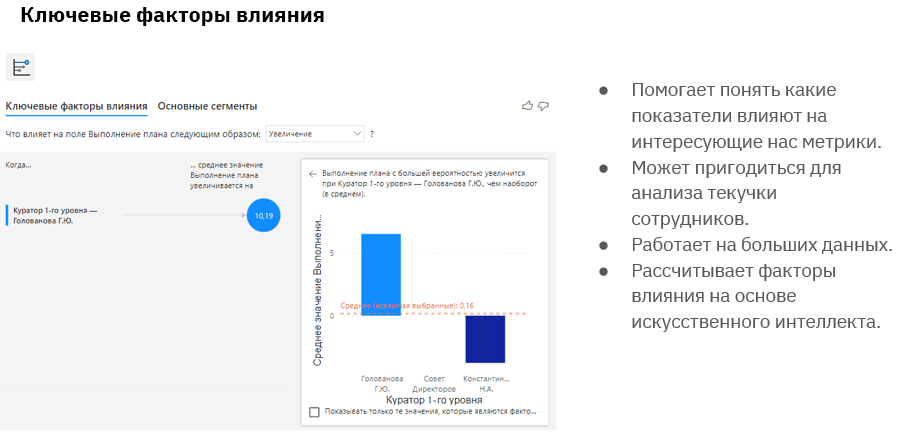 Ключевые факторы влияния
Ключевые факторы влияния Основные сегменты
Что влияет на поле Выполнение плана следующим образом: Увеличение ?
Когда...
... среднее значение
Выполнение плана
увеличивается на
Куратор 1-го уровня —
Голованова Г.Ю.
10,19
Выполнение плана с большей вероятностью увеличится
при Куратор 1-го уровня — Голованова Г.Ю., чем наоборот
(в среднем).
Среднее значение Выполнени...
5
Среднее (исключая выбранные): 0,16
0
Голованова
Г.Ю.
Совет
Директоров
Константин...
Н.А.
Куратор 1-го уровня
Показывать только те значения, которые являются факто...
● Помогает понять какие
показатели влияют на
интересующие нас метрики.
● Может пригодиться для
анализа текучки
сотрудников.
● Работает на больших данных.
● Рассчитывает факторы
влияния на основе
искусственного интеллекта.